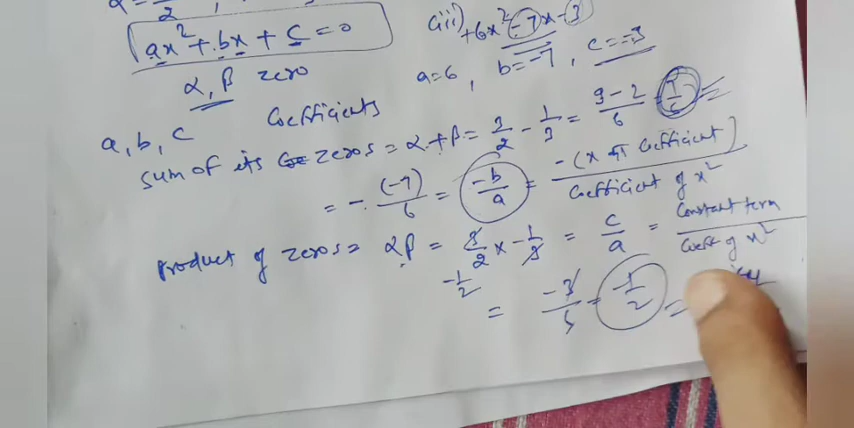 α = /2 ,
ax² + bx + c = 0
(iii) +6x² - 7x - 3
α, β zero
a = 6 , b = -7 , c = -3
a, b, c Coefficients
sum of its zeros = α + β = 3/2 - 1/3 = 9 - 2/6 = 7/6
= - (-7)/6 = -b/a = -(x का Coefficient)/Coefficient of x²
Product of zeros = αβ = 3/2 x -1/3 = c/a = Constant term/Coeff of x²
-1/2
= -3/6 = -1/2 =